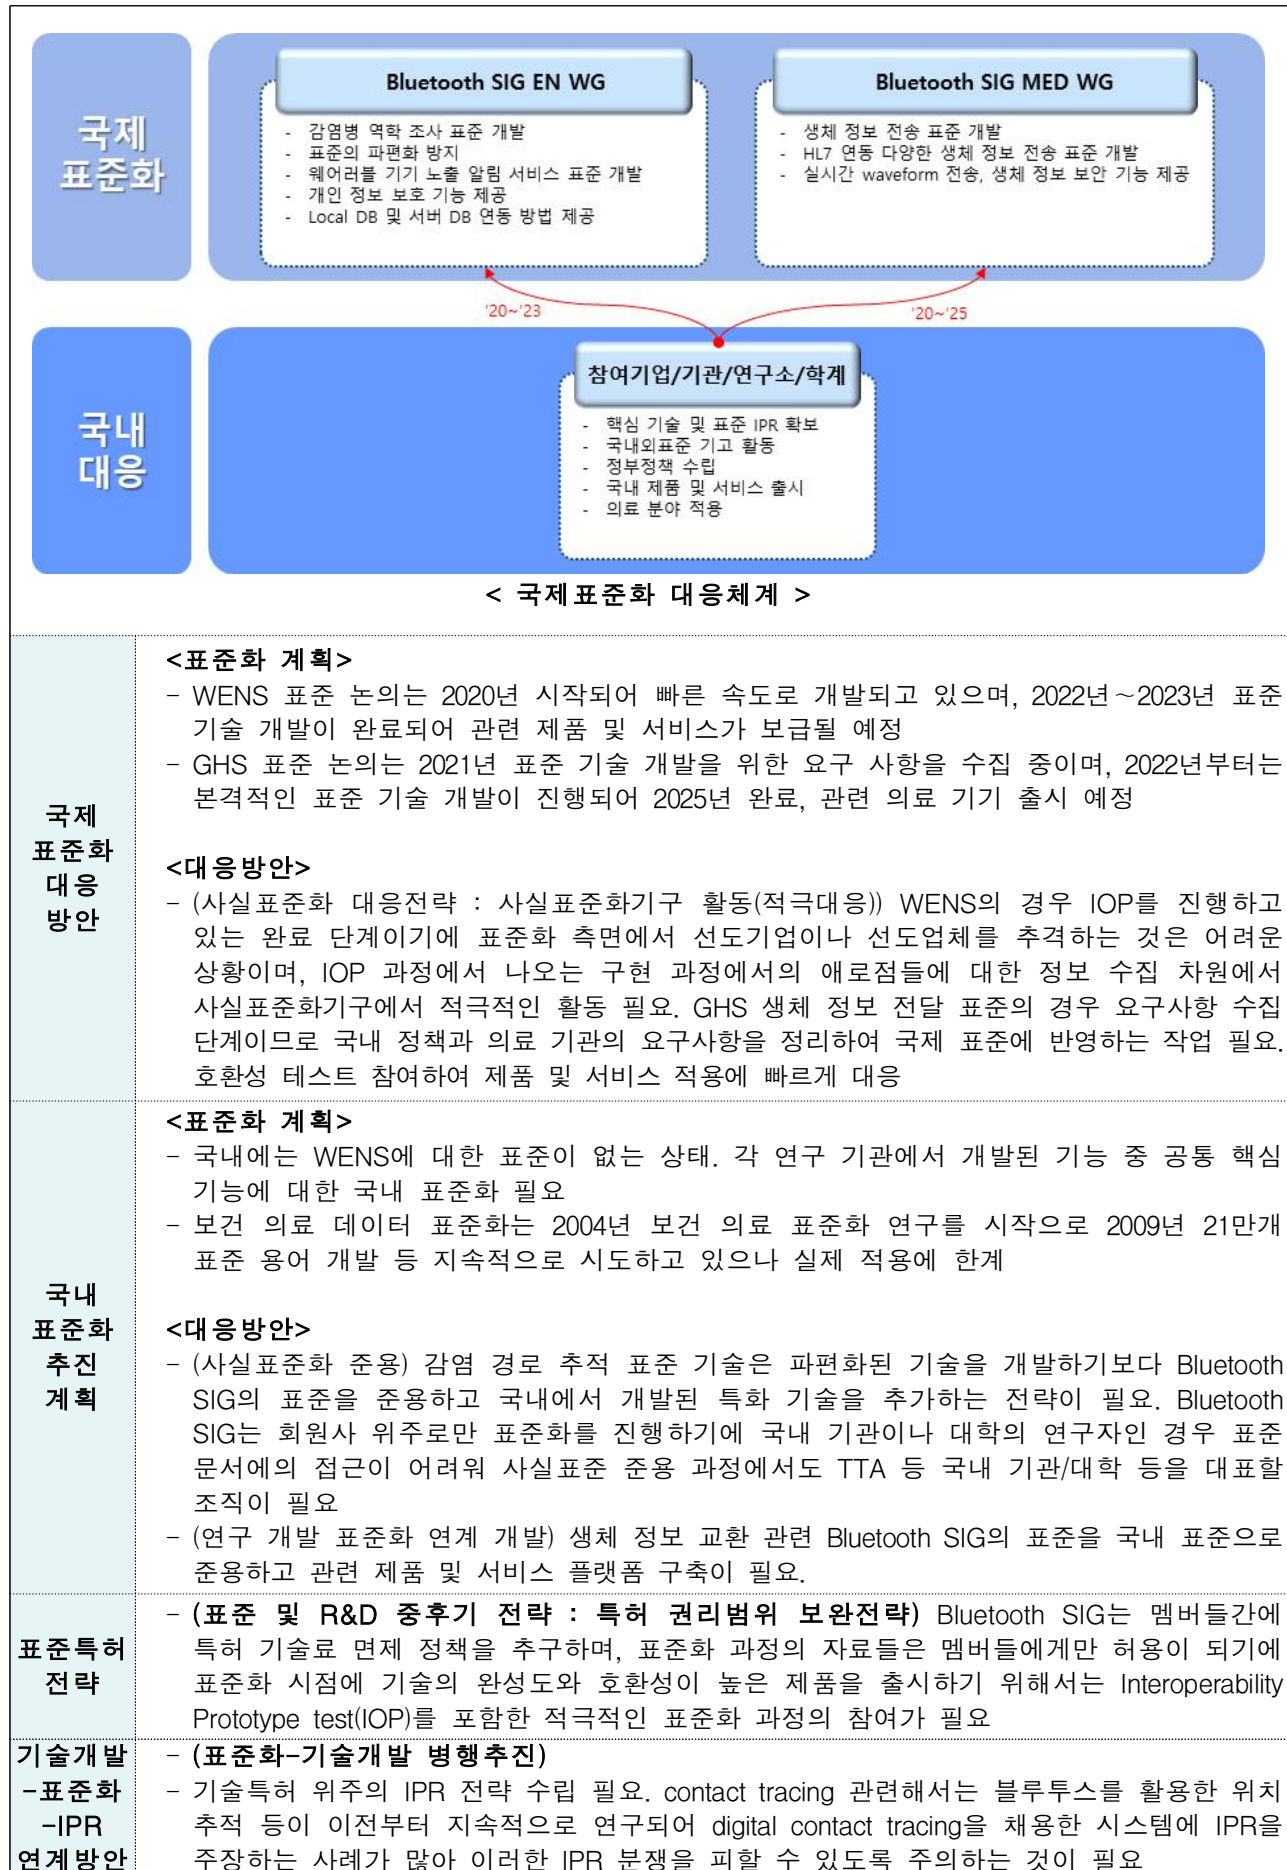 국제
표준화
Bluetooth SIG EN WG
- 감염병 역학 조사 표준 개발
- 표준의 파편화 방지
- 웨어러블 기기 노출 알림 서비스 표준 개발
- 개인 정보 보호 기능 제공
- Local DB 및 서버 DB 연동 방법 제공
Bluetooth SIG MED WG
- 생체 정보 전송 표준 개발
- HL7 연동 다양한 생체 정보 전송 표준 개발
- 실시간 waveform 전송, 생체 정보 보안 기능 제공
'20~'23
'20~'25
국내
대응
참여기업/기관/연구소/학계
- 핵심 기술 및 표준 IPR 확보
- 국내외표준 기고 활동
- 정부정책 수립
- 국내 제품 및 서비스 출시
- 의료 분야 적용
< 국제표준화 대응체계 >
국제
표준화
대응
방안
<표준화 계획>
- WENS 표준 논의는 2020년 시작되어 빠른 속도로 개발되고 있으며, 2022년～2023년 표준
기술 개발이 완료되어 관련 제품 및 서비스가 보급될 예정
- GHS 표준 논의는 2021년 표준 기술 개발을 위한 요구 사항을 수집 중이며, 2022년부터는
본격적인 표준 기술 개발이 진행되어 2025년 완료, 관련 의료 기기 출시 예정
<대응방안>
- (사실표준화 대응전략 : 사실표준화기구 활동(적극대응)) WENS의 경우 IOP를 진행하고
있는 완료 단계이기에 표준화 측면에서 선도기업이나 선도업체를 추격하는 것은 어려운
상황이며, IOP 과정에서 나오는 구현 과정에서의 애로점들에 대한 정보 수집 차원에서
사실표준화기구에서 적극적인 활동 필요. GHS 생체 정보 전달 표준의 경우 요구사항 수집
단계이므로 국내 정책과 의료 기관의 요구사항을 정리하여 국제 표준에 반영하는 작업 필요.
호환성 테스트 참여하여 제품 및 서비스 적용에 빠르게 대응
국내
표준화
추진
계획
<표준화 계획>
- 국내에는 WENS에 대한 표준이 없는 상태. 각 연구 기관에서 개발된 기능 중 공통 핵심
기능에 대한 국내 표준화 필요
- 보건 의료 데이터 표준화는 2004년 보건 의료 표준화 연구를 시작으로 2009년 21만개
표준 용어 개발 등 지속적으로 시도하고 있으나 실제 적용에 한계
<대응방안>
- (사실표준화 준용) 감염 경로 추적 표준 기술은 파편화된 기술을 개발하기보다 Bluetooth
SIG의 표준을 준용하고 국내에서 개발된 특화 기술을 추가하는 전략이 필요. Bluetooth
SIG는 회원사 위주로만 표준화를 진행하기에 국내 기관이나 대학의 연구자인 경우 표준
문서에의 접근이 어려워 사실표준 준용 과정에서도 TTA 등 국내 기관/대학 등을 대표할
조직이 필요
- (연구 개발 표준화 연계 개발) 생체 정보 교환 관련 Bluetooth SIG의 표준을 국내 표준으로
준용하고 관련 제품 및 서비스 플랫폼 구축이 필요.
표준특허
전략
- (표준 및 R&D 중후기 전략 : 특허 권리범위 보완전략) Bluetooth SIG는 멤버들간에
특허 기술료 면제 정책을 추구하며, 표준화 과정의 자료들은 멤버들에게만 허용이 되기에
표준화 시점에 기술의 완성도와 호환성이 높은 제품을 출시하기 위해서는 Interoperability
Prototype test(IOP)를 포함한 적극적인 표준화 과정의 참여가 필요
기술개발
-표준화
-IPR
연계방안
- (표준화-기술개발 병행추진)
- 기술특허 위주의 IPR 전략 수립 필요. contact tracing 관련해서는 블루투스를 활용한 위치
추적 등이 이전부터 지속적으로 연구되어 digital contact tracing을 채용한 시스템에 IPR을
주장하는 사례가 많아 이러한 IPR 분쟁을 피할 수 있도록 주의하는 것이 필요